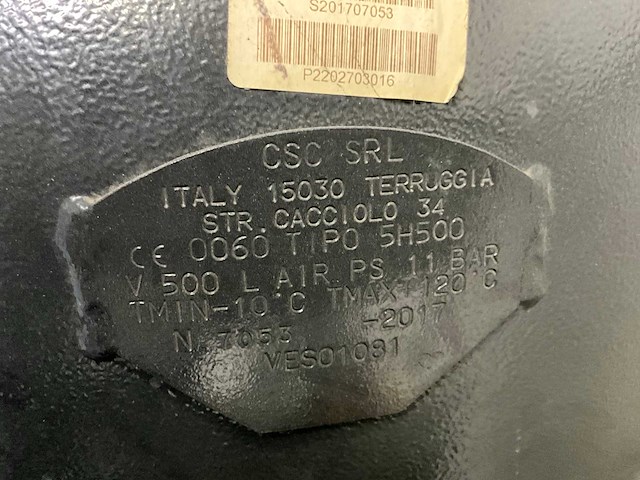 S201707053
P2202703016
CSC SRL
ITALY 15030 TERRUGGIA
STR. CACCIOLO 34
CE 0060 TIPO 5H500
V 500 L AIR PS 11 BAR
TMIN-10°C TMAX+120°C
N 7053 -2017
VES01081